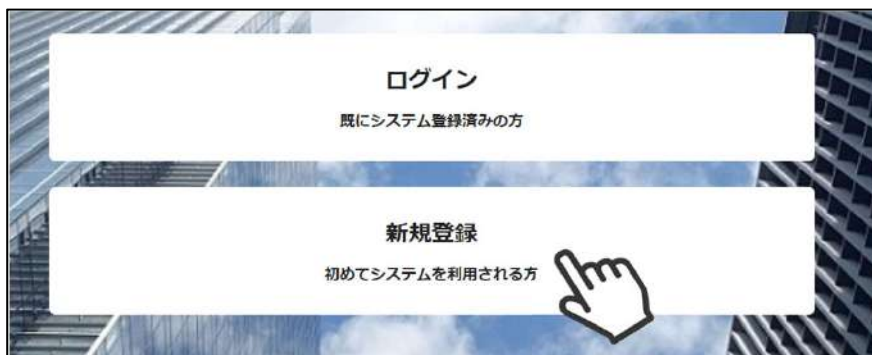 ログイン
既にシステム登録済みの方
新規登録
初めてシステムを利用される方